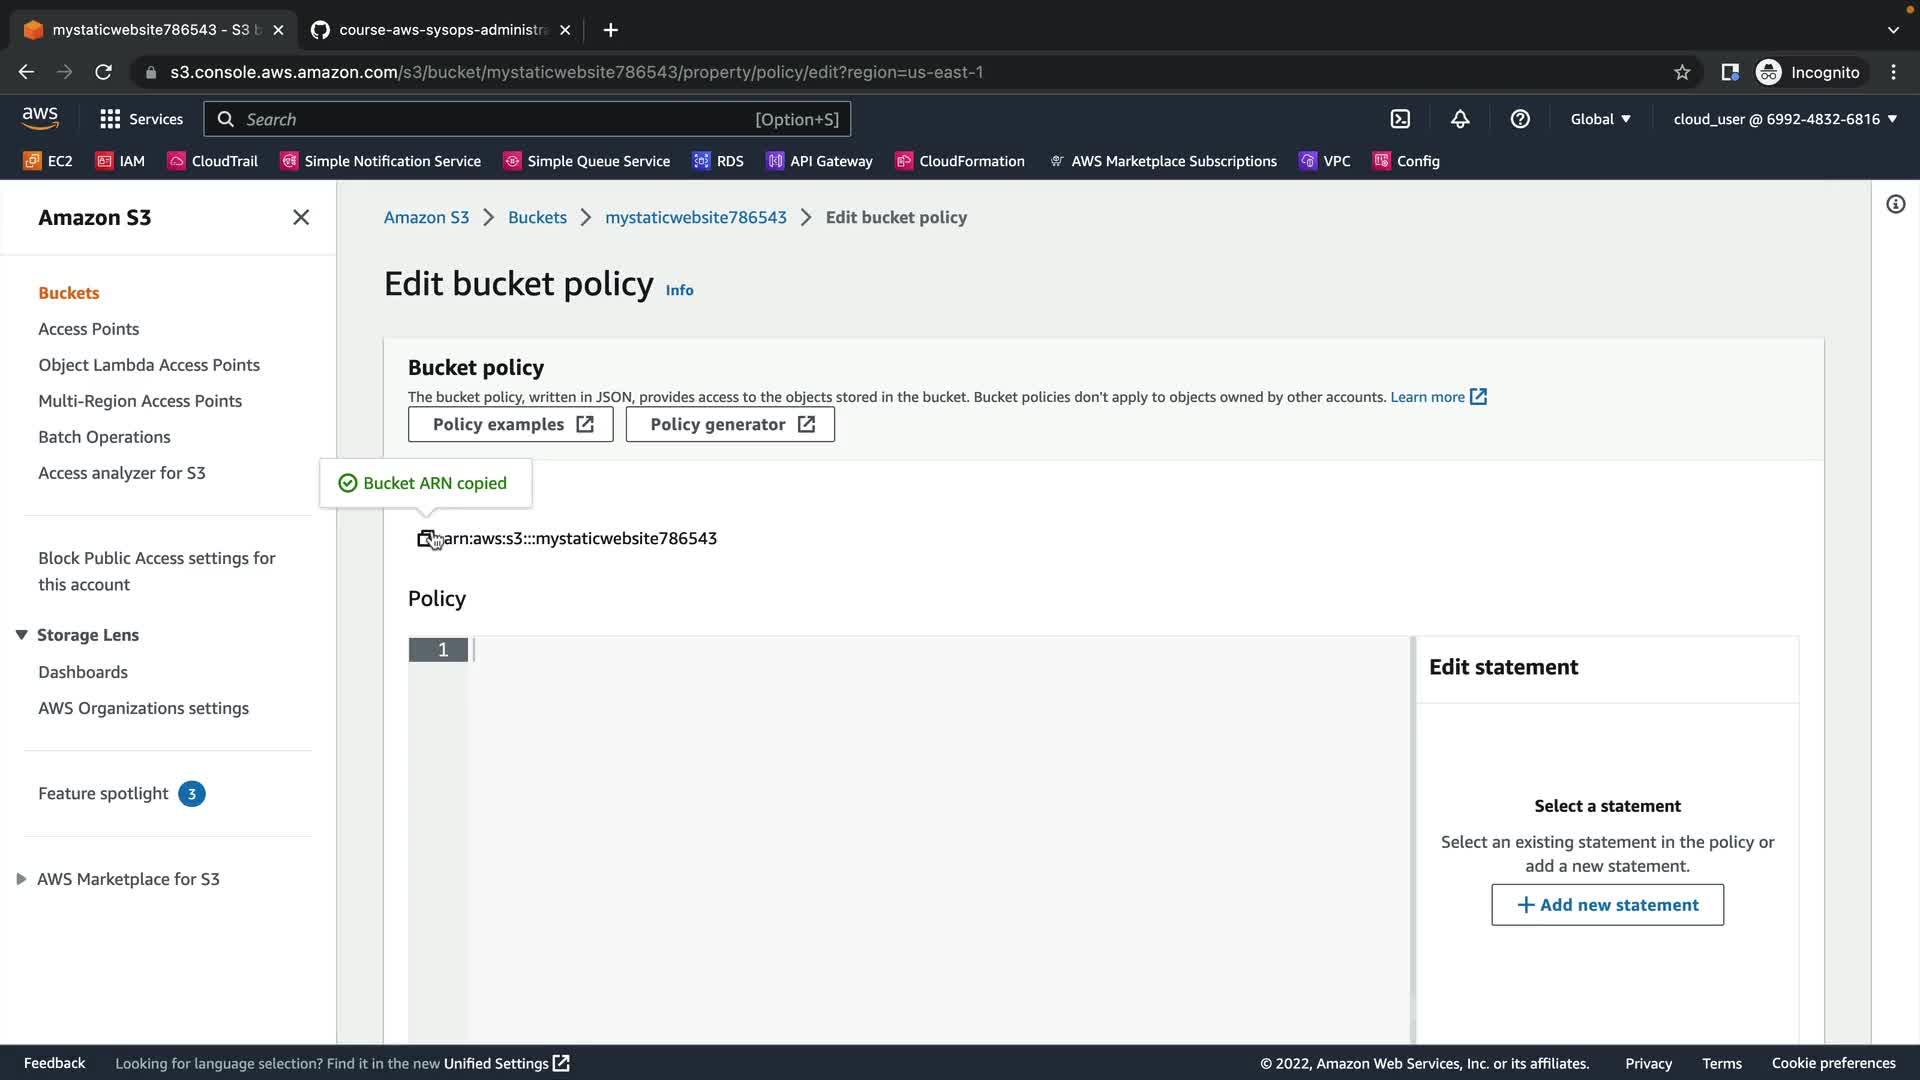 mystaticwebsite786543 - S3 b
course-aws-sysops-administra
s3.console.aws.amazon.com/s3/bucket/mystaticwebsite786543/property/policy/edit?region=us-east-1
Incognito
aws
Services
Search
[Option+S]
Global
cloud_user @ 6992-4832-6816
EC2
IAM
CloudTrail
Simple Notification Service
Simple Queue Service
RDS
API Gateway
CloudFormation
AWS Marketplace Subscriptions
VPC
Config
Amazon S3
Buckets
Access Points
Object Lambda Access Points
Multi-Region Access Points
Batch Operations
Access analyzer for S3
Block Public Access settings for
this account
Storage Lens
Dashboards
AWS Organizations settings
Feature spotlight 3
AWS Marketplace for S3
Amazon S3 > Buckets > mystaticwebsite786543 > Edit bucket policy
Edit bucket policy Info
Bucket policy
The bucket policy, written in JSON, provides access to the objects stored in the bucket. Bucket policies don't apply to objects owned by other accounts. Learn more
Policy examples
Policy generator
Bucket ARN copied
arn:aws:s3:::mystaticwebsite786543
Policy
1
Edit statement
Select a statement
Select an existing statement in the policy or
add a new statement.
+ Add new statement
Feedback
Looking for language selection? Find it in the new Unified Settings
© 2022, Amazon Web Services, Inc. or its affiliates.
Privacy
Terms
Cookie preferences